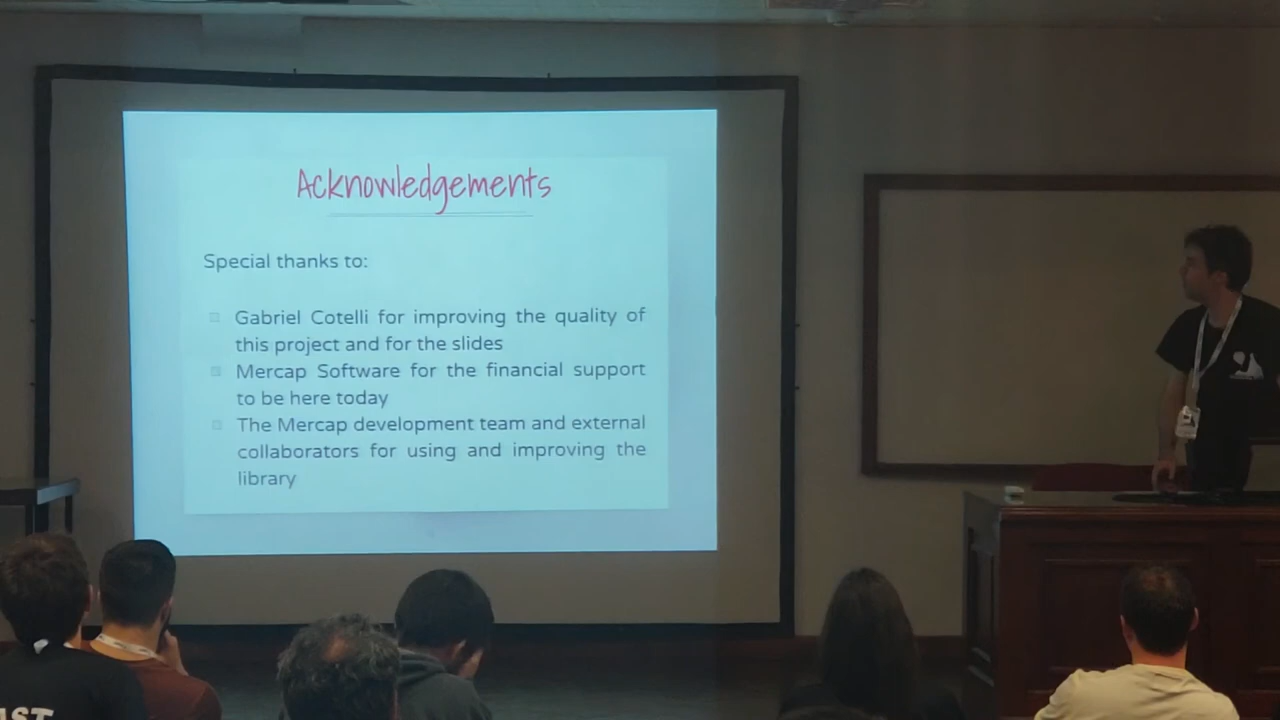 Acknowledgements
Special thanks to:
Gabriel Cotelli for improving the quality of
this project and for the slides
Mercap Software for the financial support
to be here today
The Mercap development team and external
collaborators for using and improving the
library